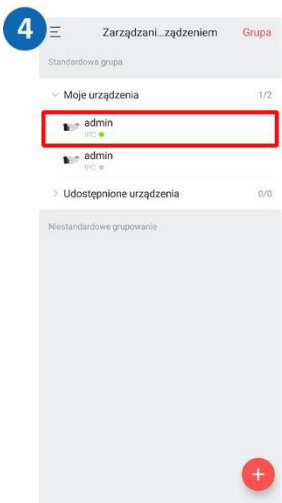 4
Zarządzani...ządzeniem
Grupa
Standardowa grupa
Moje urządzenia
1/2
admin
IPC
admin
IPC
Udostępnione urządzenia
0/0
Niestandardowe grupowanie